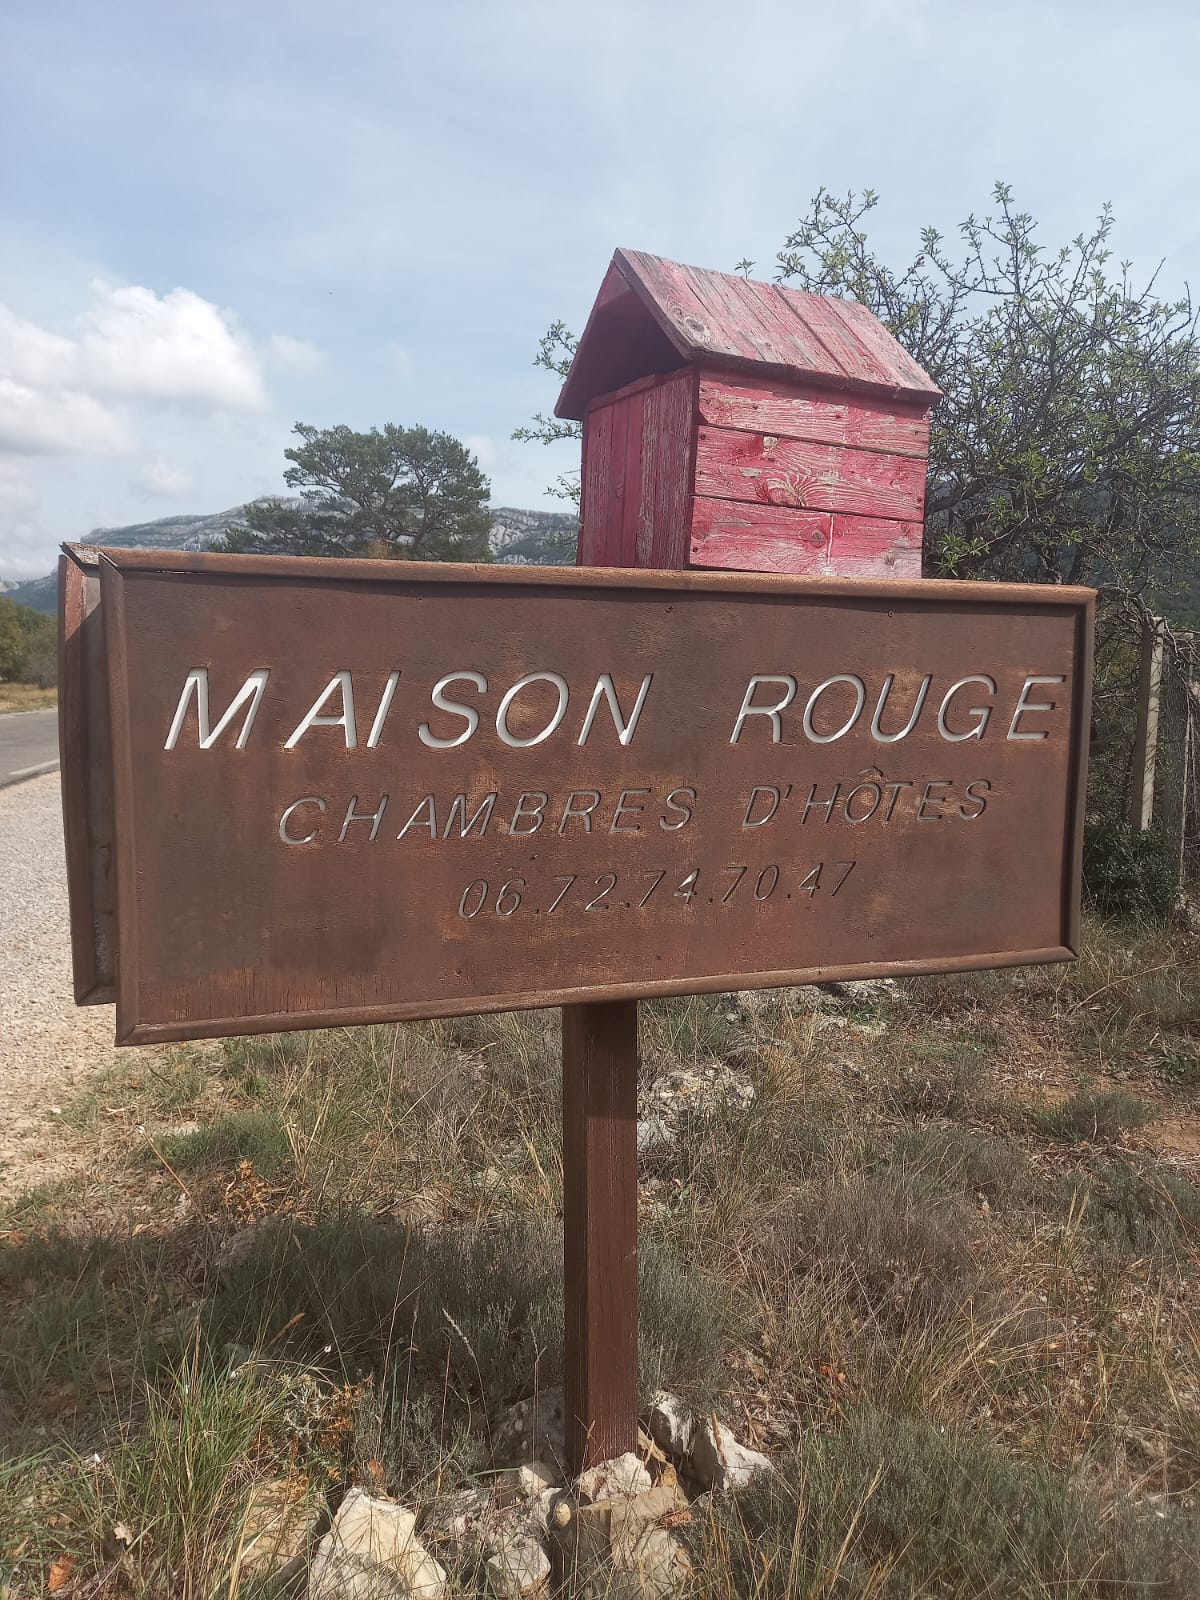 MAISON ROUGE
CHAMBRES D'HÔTES
06.72.74.70.47